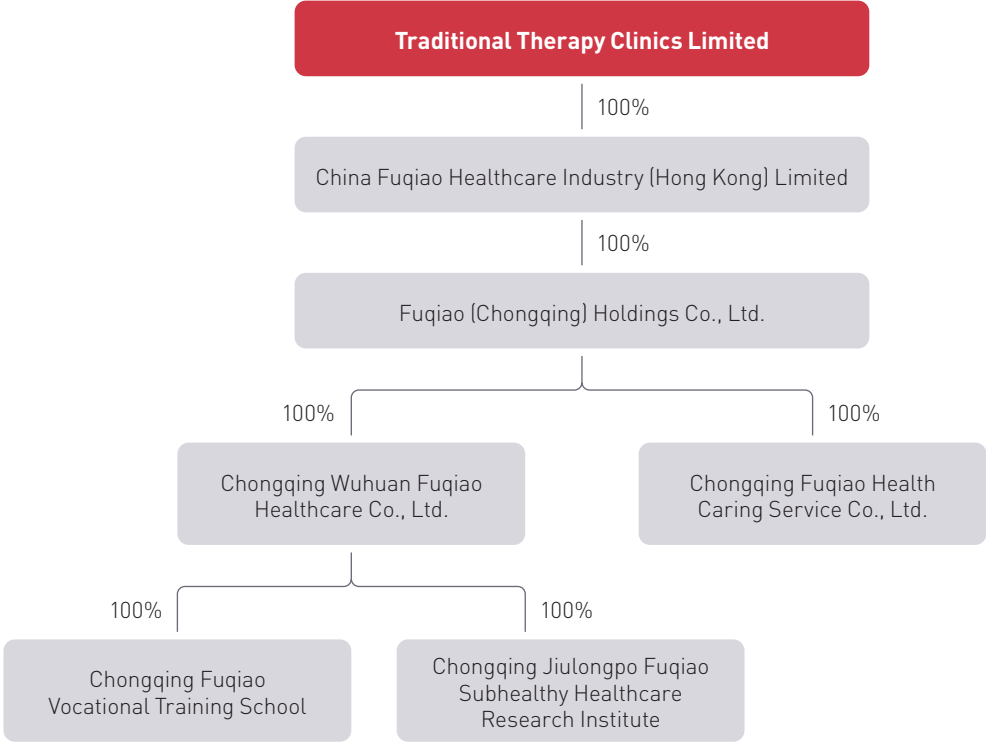 Traditional Therapy Clinics Limited
100%
China Fuqiao Healthcare Industry (Hong Kong) Limited
100%
Fuqiao (Chongqing) Holdings Co., Ltd.
100%
100%
Chongqing Wuhuan Fuqiao
Healthcare Co., Ltd.
Chongqing Fuqiao Health
Caring Service Co., Ltd.
100%
100%
Chongqing Fuqiao
Vocational Training School
Chongqing Jiulongpo Fuqiao
Subhealthy Healthcare
Research Institute